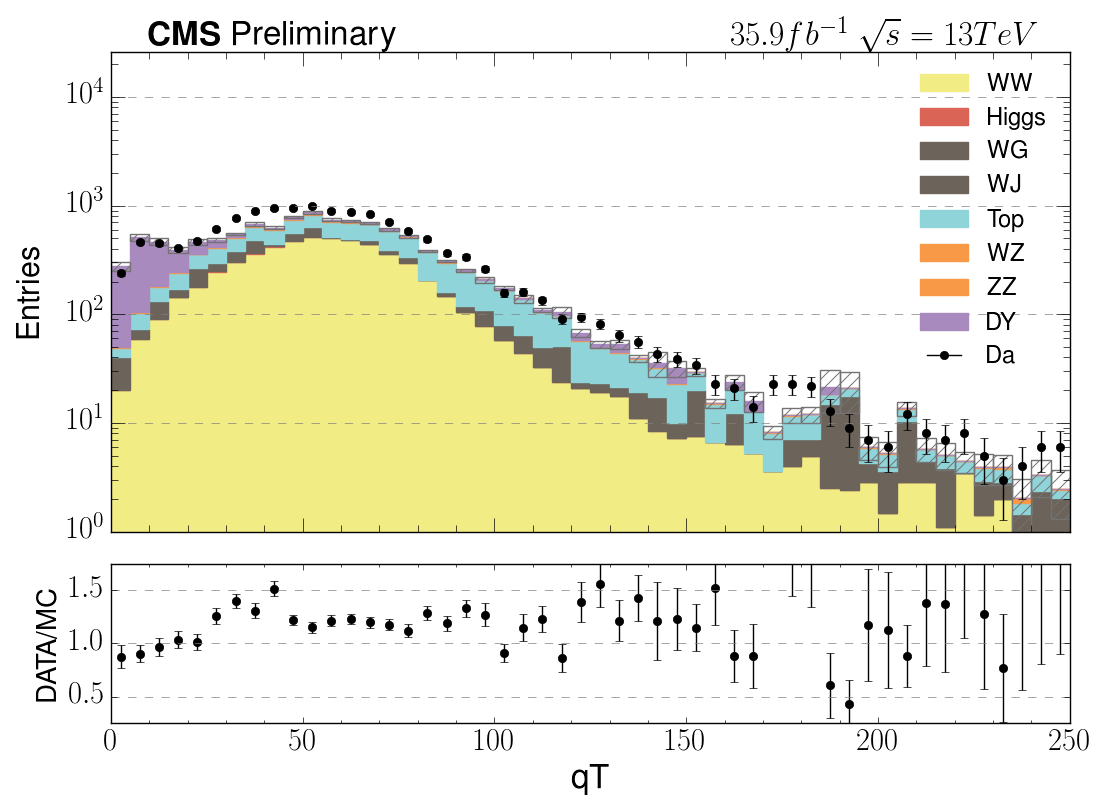 CMS Preliminary 35.9fb⁻¹ √s = 13TeV
WW
Higgs
WG
WJ
Top
WZ
ZZ
DY
Da
Entries
10⁴
10³
10²
10¹
10⁰
DATA/MC
1.5
1.0
0.5
0 50 100 150 200 250
qT